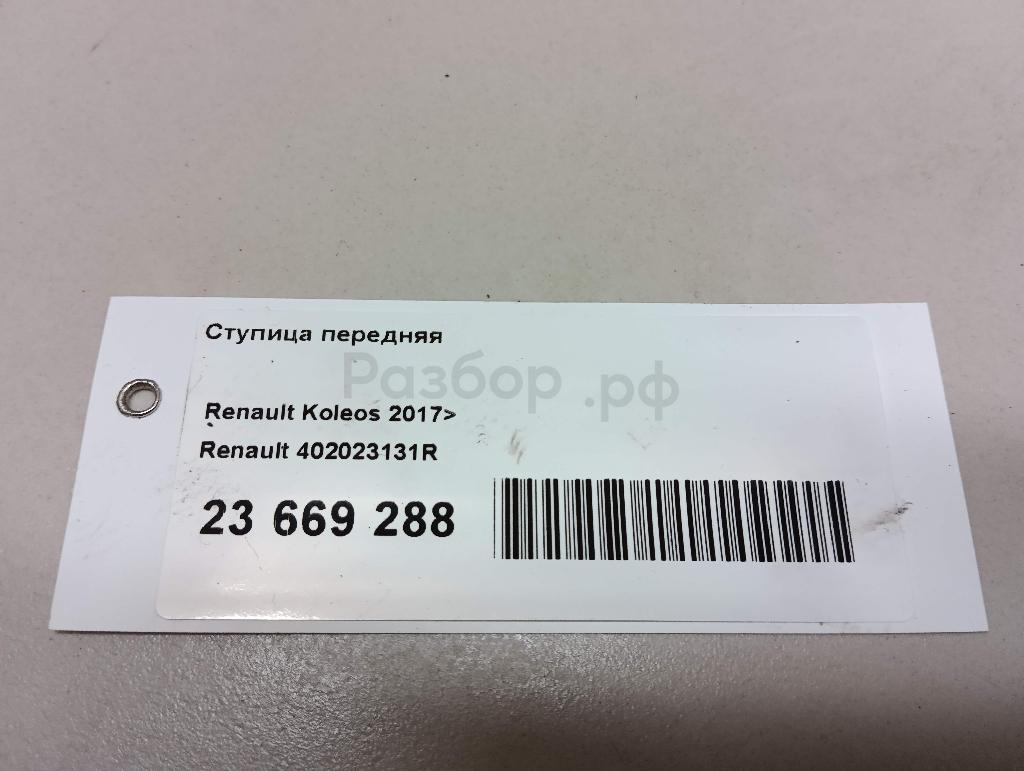 Ступица передняя
Разбор.рф
Renault Koleos 2017>
Renault 402023131R
23 669 288